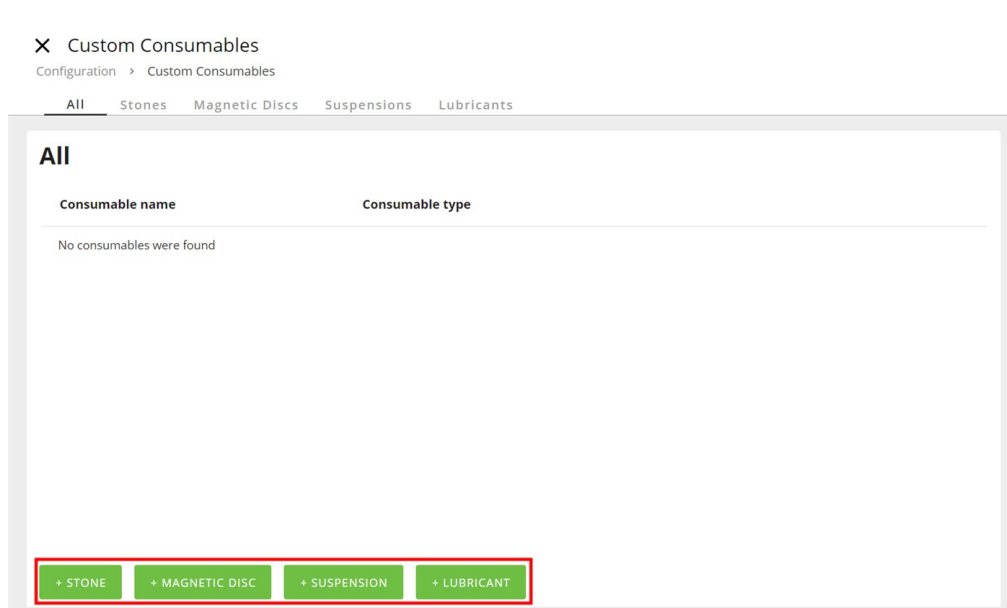 Custom Consumables
Configuration > Custom Consumables
All Stones Magnetic Discs Suspensions Lubricants
All
Consumable name Consumable type
No consumables were found
+ STONE + MAGNETIC DISC + SUSPENSION + LUBRICANT